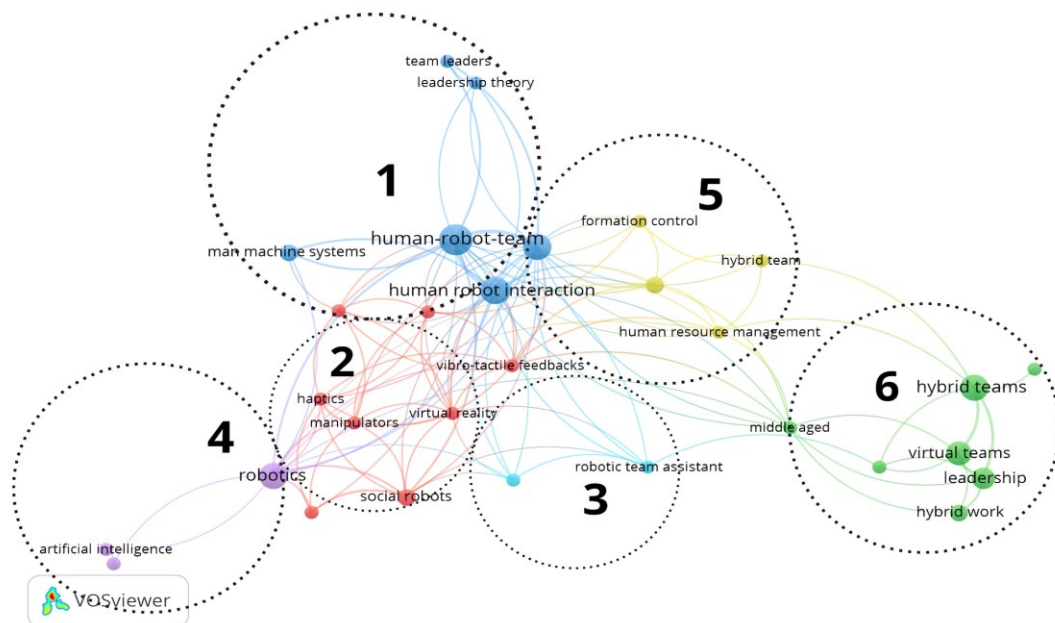 team leaders
leadership theory
1
5
formation control
human-robot-team
man machine systems
hybrid team
human robot interaction
human resource management
2
vibro-tactile feedbacks
6
hybrid teams
haptics
manipulators
virtual reality
middle aged
4
virtual teams
robotics
robotic team assistant
leadership
social robots
3
hybrid work
artificial intelligence
VOSviewer